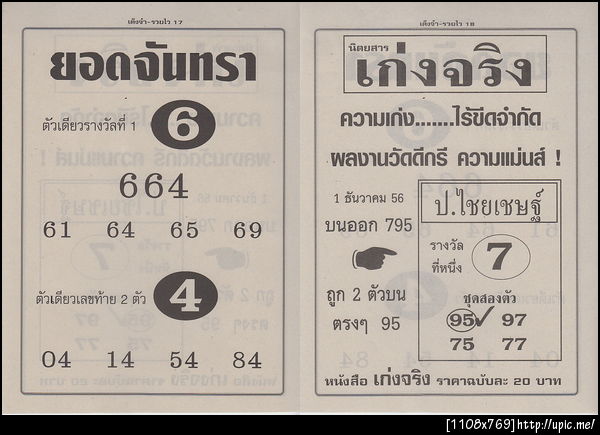 เต็งจ๋า-รวยไว 17
ยอดจันทรา
ตัวเดียวรางวัลที่ 1 6
664
61 64 65 69
ตัวเดียวเลขท้าย 2 ตัว 4
04 14 54 84
เต็งจ๋า-รวยไว 18
นิตยสาร
เก่งจริง
ความเก่ง.......ไร้ขีดจำกัด
ผลงานวัดดีกรี ความแม่นส์ !
1 ธันวาคม 56
บนออก 795
ถูก 2 ตัวบน
ตรงๆ 95
ป.ไชยเชษฐ์
รางวัล
ที่หนึ่ง 7
ชุดสองตัว
95 97
75 77
หนังสือ เก่งจริง ราคาฉบับละ 20 บาท
[1108x769]http://upic.me/